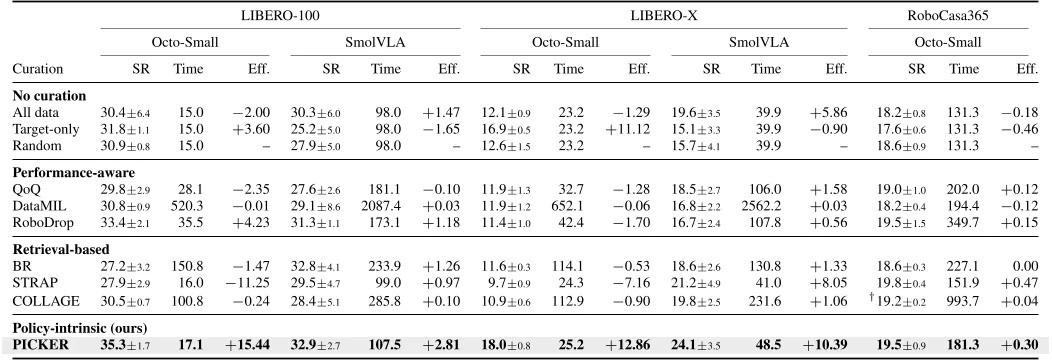 LIBERO-100 LIBERO-X RoboCasa365
Octo-Small SmolVLA Octo-Small SmolVLA Octo-Small
Curation SR Time Eff. SR Time Eff. SR Time Eff. SR Time Eff. SR Time Eff.
No curation
All data 30.4±6.4 15.0 −2.00 30.3±6.0 98.0 +1.47 12.1±0.9 23.2 −1.29 19.6±3.5 39.9 +5.86 18.2±0.8 131.3 −0.18
Target-only 31.8±1.1 15.0 +3.60 25.2±5.0 98.0 −1.65 16.9±0.5 23.2 +11.12 15.1±3.3 39.9 −0.90 17.6±0.6 131.3 −0.46
Random 30.9±0.8 15.0 – 27.9±5.0 98.0 – 12.6±1.5 23.2 – 15.7±4.1 39.9 – 18.6±0.9 131.3 –
Performance-aware
QoQ 29.8±2.9 28.1 −2.35 27.6±2.6 181.1 −0.10 11.9±1.3 32.7 −1.28 18.5±2.7 106.0 +1.58 19.0±1.0 202.0 +0.12
DataMIL 30.8±0.9 520.3 −0.01 29.1±8.6 2087.4 +0.03 11.9±1.2 652.1 −0.06 16.8±2.2 2562.2 +0.03 18.2±0.4 194.4 −0.12
RoboDrop 33.4±2.1 35.5 +4.23 31.3±1.1 173.1 +1.18 11.4±1.0 42.4 −1.70 16.7±2.4 107.8 +0.56 19.5±1.5 349.7 +0.15
Retrieval-based
BR 27.2±3.2 150.8 −1.47 32.8±4.1 233.9 +1.26 11.6±0.3 114.1 −0.53 18.6±2.6 130.8 +1.33 18.6±0.3 227.1 0.00
STRAP 27.9±2.9 16.0 −11.25 29.5±4.7 99.0 +0.97 9.7±0.9 24.3 −7.16 21.2±4.9 41.0 +8.05 19.8±0.4 151.9 +0.47
COLLAGE 30.5±0.7 100.8 −0.24 28.4±5.1 285.8 +0.10 10.9±0.6 112.9 −0.90 19.8±2.5 231.6 +1.06 †19.2±0.2 993.7 +0.04
Policy-intrinsic (ours)
PICKER 35.3±1.7 17.1 +15.44 32.9±2.7 107.5 +2.81 18.0±0.8 25.2 +12.86 24.1±3.5 48.5 +10.39 19.5±0.9 181.3 +0.30